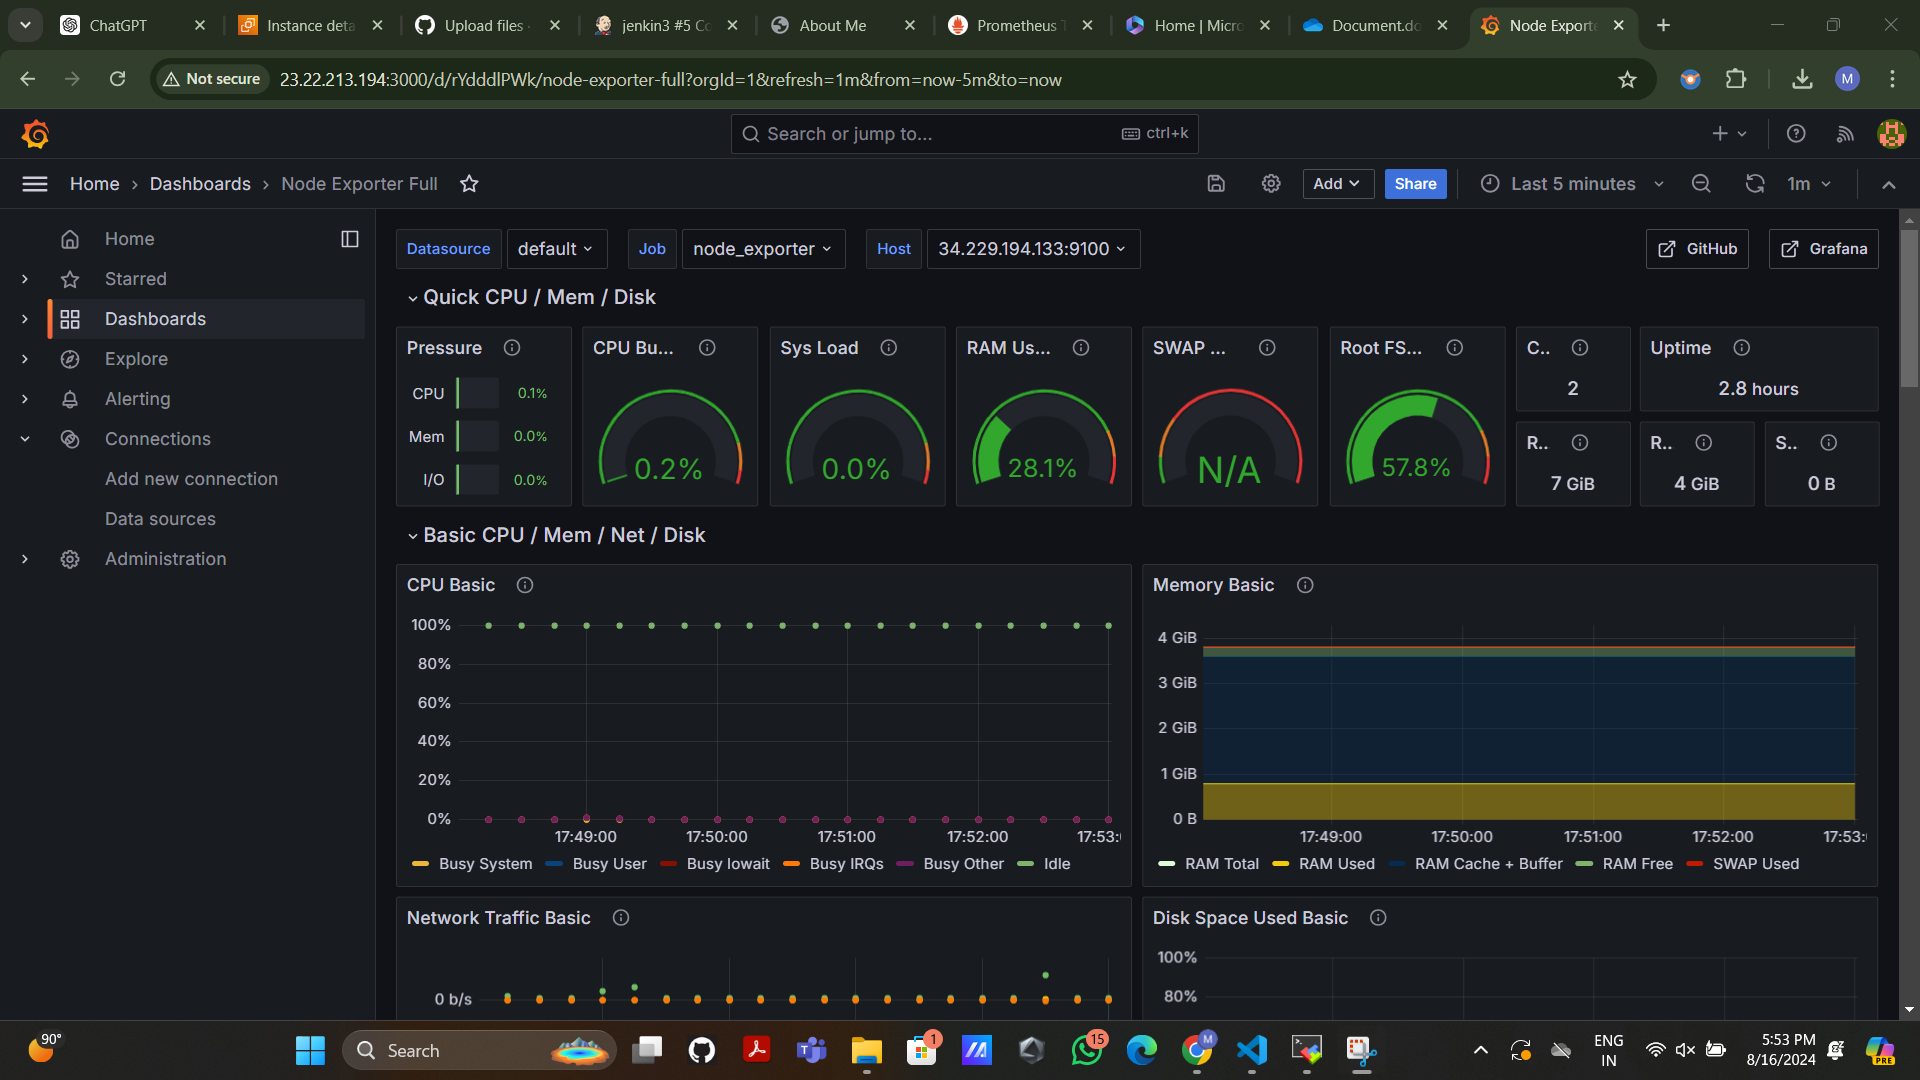 ChatGPT
Instance deta
Upload files ·
jenkin3 #5 Co
About Me
Prometheus T
Home | Micro
Document.do
Node Exporte
Not secure
23.22.213.194:3000/d/rYdddlPWk/node-exporter-full?orgId=1&refresh=1m&from=now-5m&to=now
M
Search or jump to...
ctrl+k
Home › Dashboards › Node Exporter Full
Add
Share
Last 5 minutes
1m
Home
Starred
Dashboards
Explore
Alerting
Connections
Add new connection
Data sources
Administration
Datasource
default
Job
node_exporter
Host
34.229.194.133:9100
GitHub
Grafana
Quick CPU / Mem / Disk
Pressure
CPU 0.1%
Mem 0.0%
I/O 0.0%
CPU Bu...
0.2%
Sys Load
0.0%
RAM Us...
28.1%
SWAP ...
N/A
Root FS...
57.8%
C..
2
Uptime
2.8 hours
R..
7 GiB
R..
4 GiB
S..
0 B
Basic CPU / Mem / Net / Disk
CPU Basic
100%
80%
60%
40%
20%
0%
17:49:00 17:50:00 17:51:00 17:52:00 17:53:
Busy System Busy User Busy Iowait Busy IRQs Busy Other Idle
Memory Basic
4 GiB
3 GiB
2 GiB
1 GiB
0 B
17:49:00 17:50:00 17:51:00 17:52:00 17:53:
RAM Total RAM Used RAM Cache + Buffer RAM Free SWAP Used
Network Traffic Basic
0 b/s
Disk Space Used Basic
100%
80%
90°
Search
1
15
M
ENG
IN
5:53 PM
8/16/2024
PRE